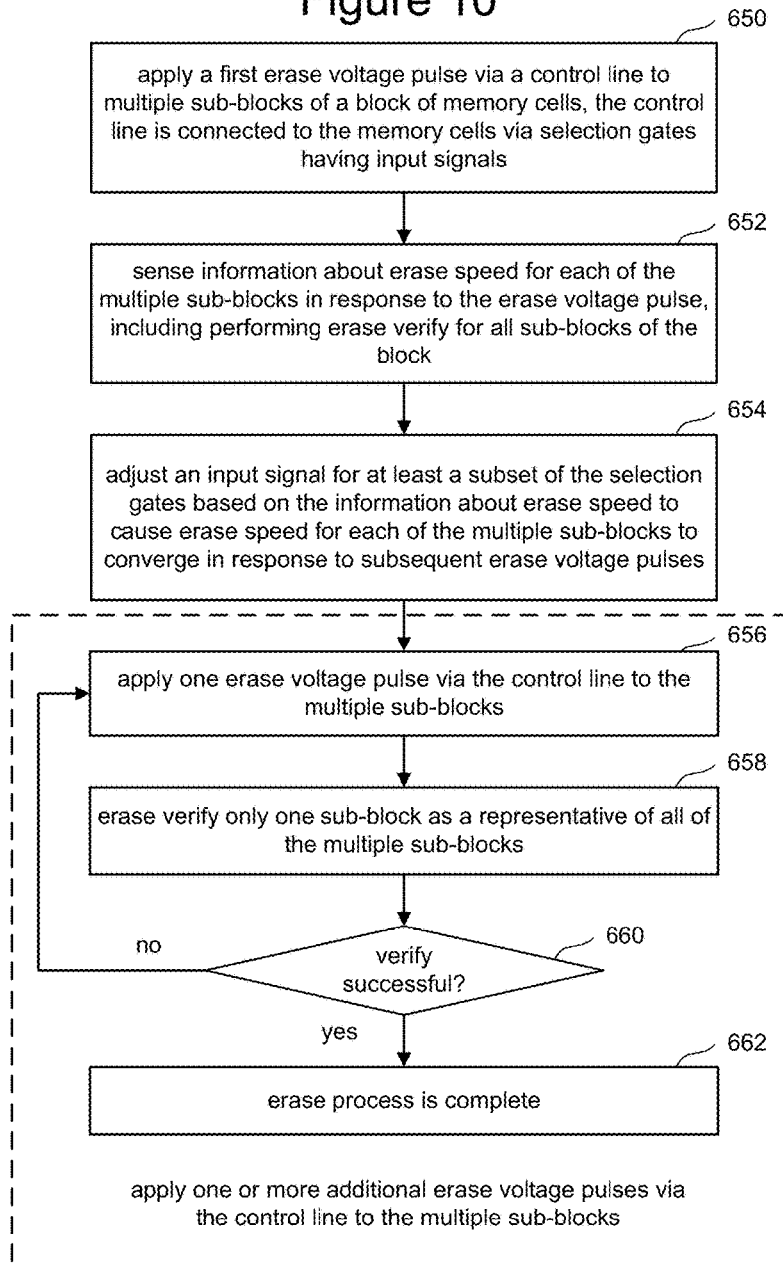 Figure 10
650
apply a first erase voltage pulse via a control line to
multiple sub-blocks of a block of memory cells, the control
line is connected to the memory cells via selection gates
having input signals
652
sense information about erase speed for each of the
multiple sub-blocks in response to the erase voltage pulse,
including performing erase verify for all sub-blocks of the
block
654
adjust an input signal for at least a subset of the selection
gates based on the information about erase speed to
cause erase speed for each of the multiple sub-blocks to
converge in response to subsequent erase voltage pulses
656
apply one erase voltage pulse via the control line to the
multiple sub-blocks
658
erase verify only one sub-block as a representative of all of
the multiple sub-blocks
660
verify
successful?
no
yes
662
erase process is complete
apply one or more additional erase voltage pulses via
the control line to the multiple sub-blocks